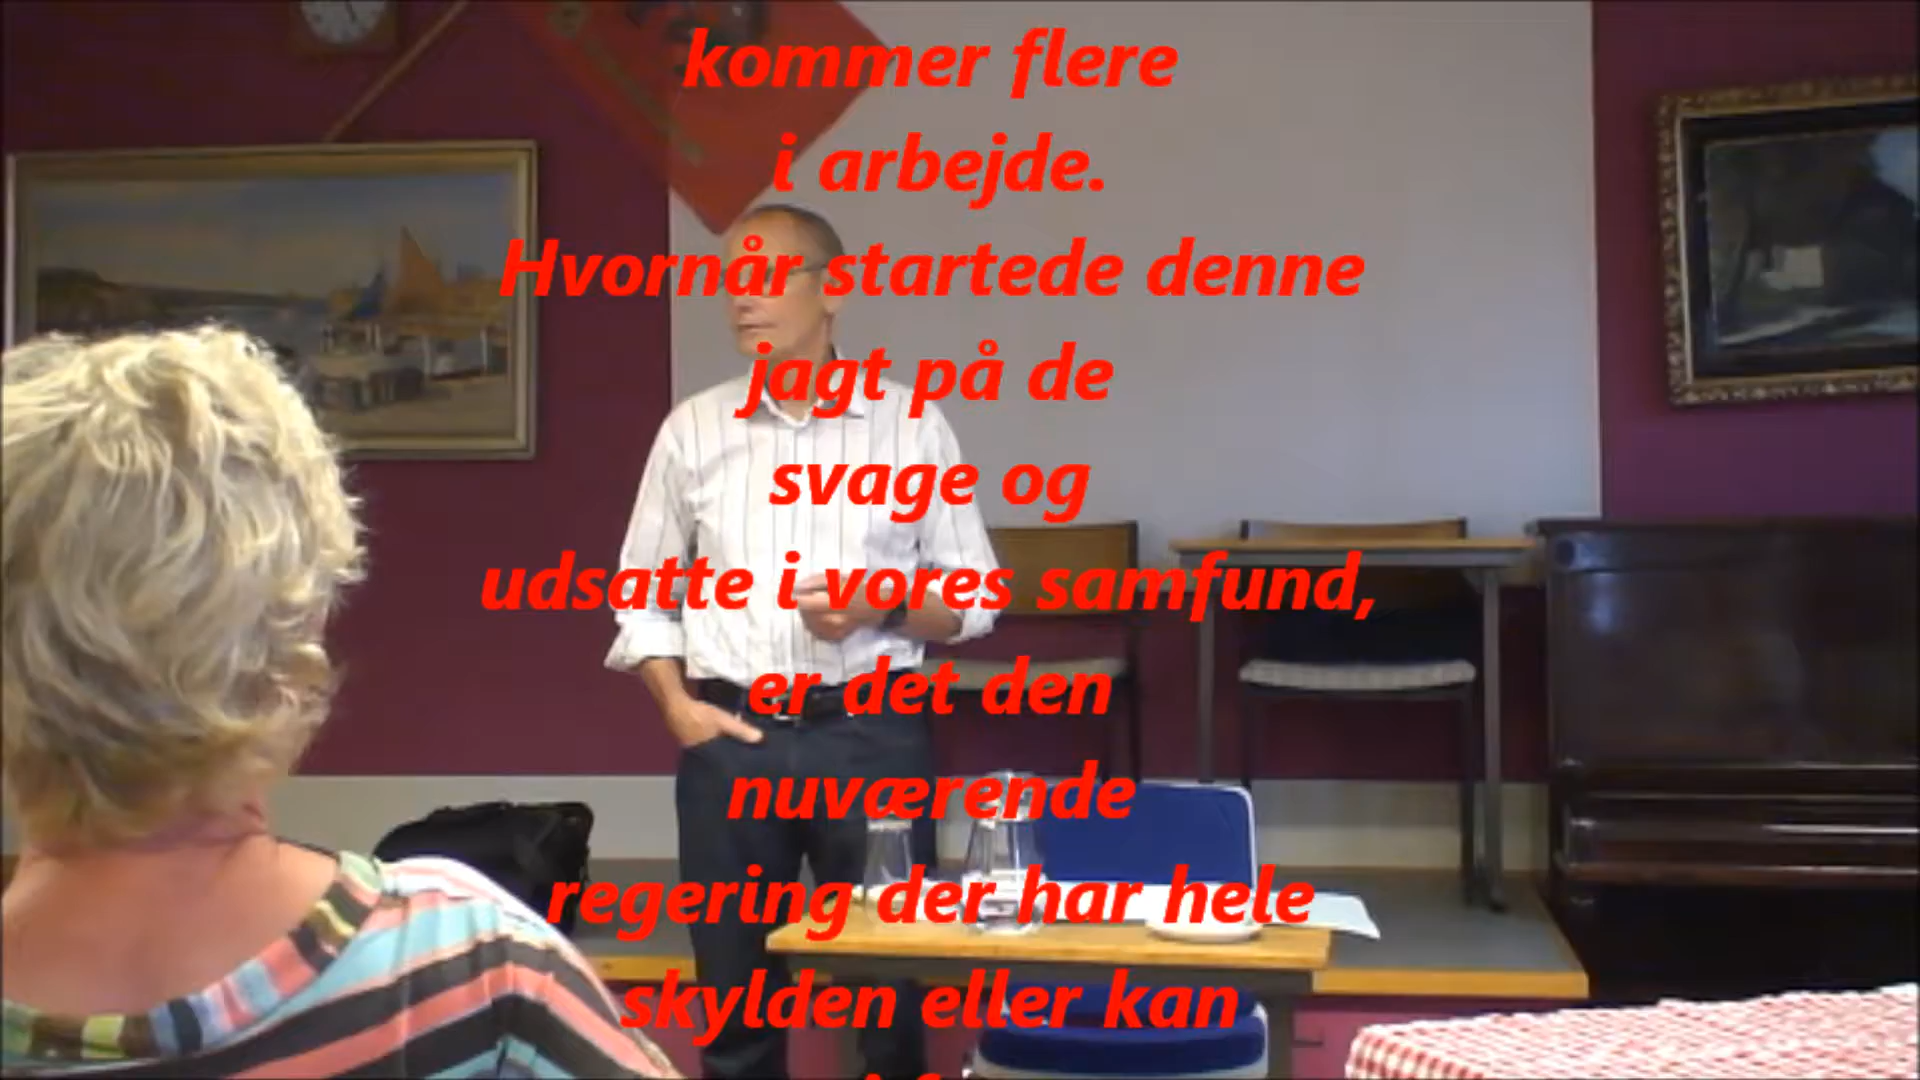 kommer flere
i arbejde.
Hvornår startede denne
jagt på de
svage og
udsatte i vores samfund,
er det den
nuværende
regering der har hele
skylden eller kan